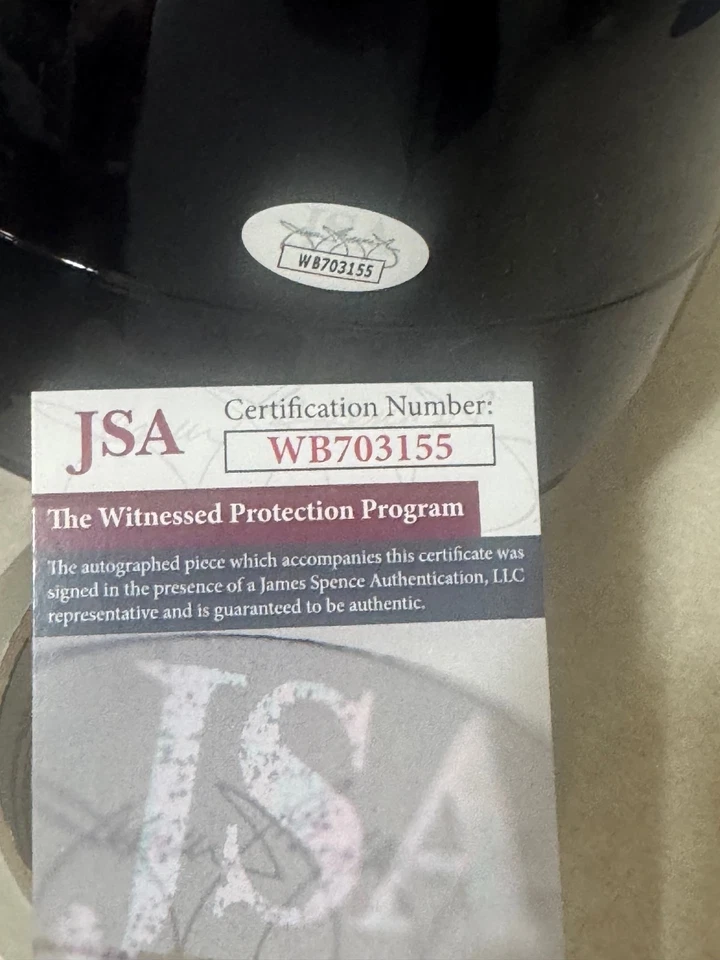 JSA
WB703155
JSA
Certification Number:
WB703155
The Witnessed Protection Program
The autographed piece which accompanies this certificate was
signed in the presence of a James Spence Authentication, LLC
representative and is guaranteed to be authentic.
JSA